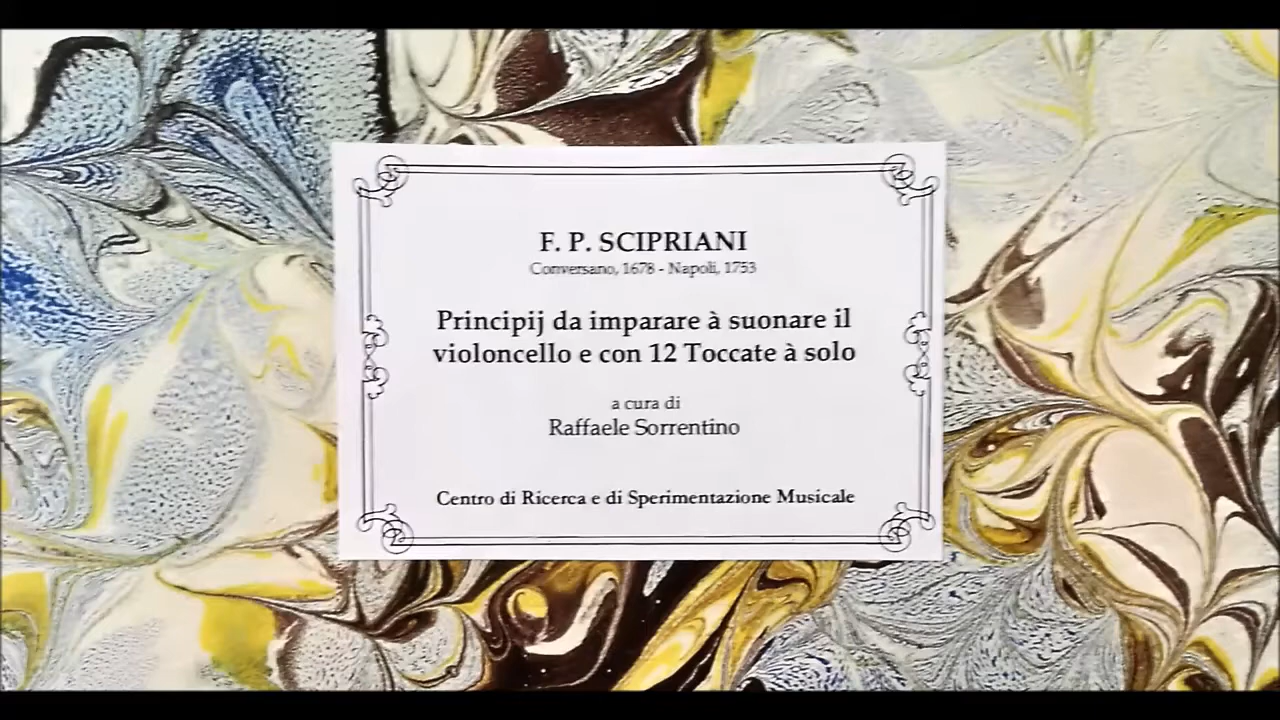 F. P. SCIPRIANI
Conversano, 1678 - Napoli, 1753
Principij da imparare à suonare il
violoncello e con 12 Toccate à solo
a cura di
Raffaele Sorrentino
Centro di Ricerca e di Sperimentazione Musicale